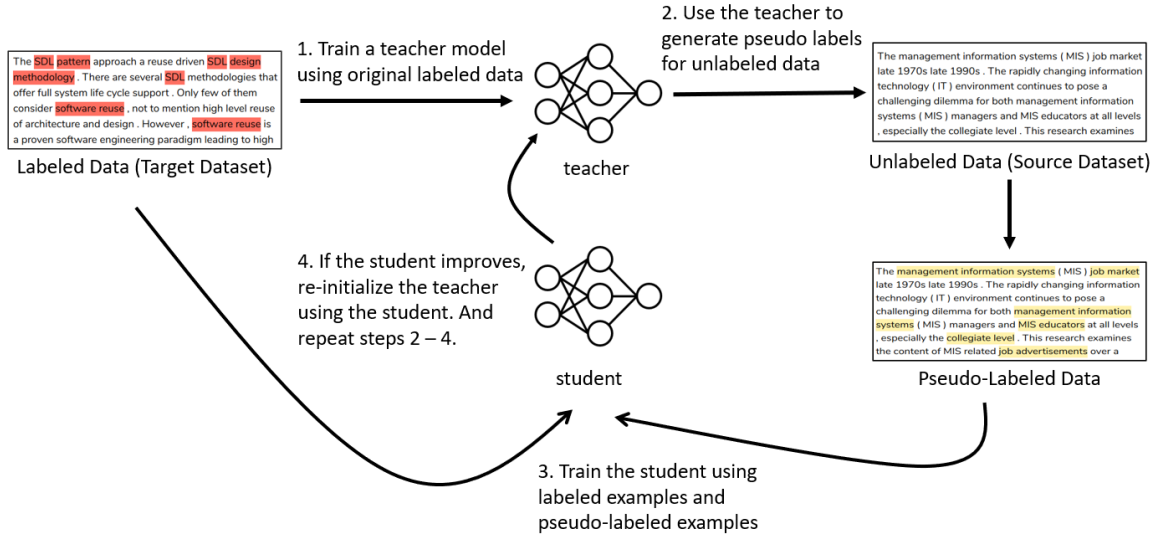 The SDL pattern approach a reuse driven SDL design
methodology . There are several SDL methodologies that
offer full system life cycle support . Only few of them
consider software reuse , not to mention high level reuse
of architecture and design . However , software reuse is
a proven software engineering paradigm leading to high
Labeled Data (Target Dataset)
1. Train a teacher model
using original labeled data
teacher
2. Use the teacher to
generate pseudo labels
for unlabeled data
The management information systems ( MIS ) job market
late 1970s late 1990s . The rapidly changing information
technology ( IT ) environment continues to pose a
challenging dilemma for both management information
systems ( MIS ) managers and MIS educators at all levels
, especially the collegiate level . This research examines
Unlabeled Data (Source Dataset)
4. If the student improves,
re-initialize the teacher
using the student. And
repeat steps 2 – 4.
student
The management information systems ( MIS ) job market
late 1970s late 1990s . The rapidly changing information
technology ( IT ) environment continues to pose a
challenging dilemma for both management information
systems ( MIS ) managers and MIS educators at all levels
, especially the collegiate level . This research examines
the content of MIS related job advertisements over a
Pseudo-Labeled Data
3. Train the student using
labeled examples and
pseudo-labeled examples